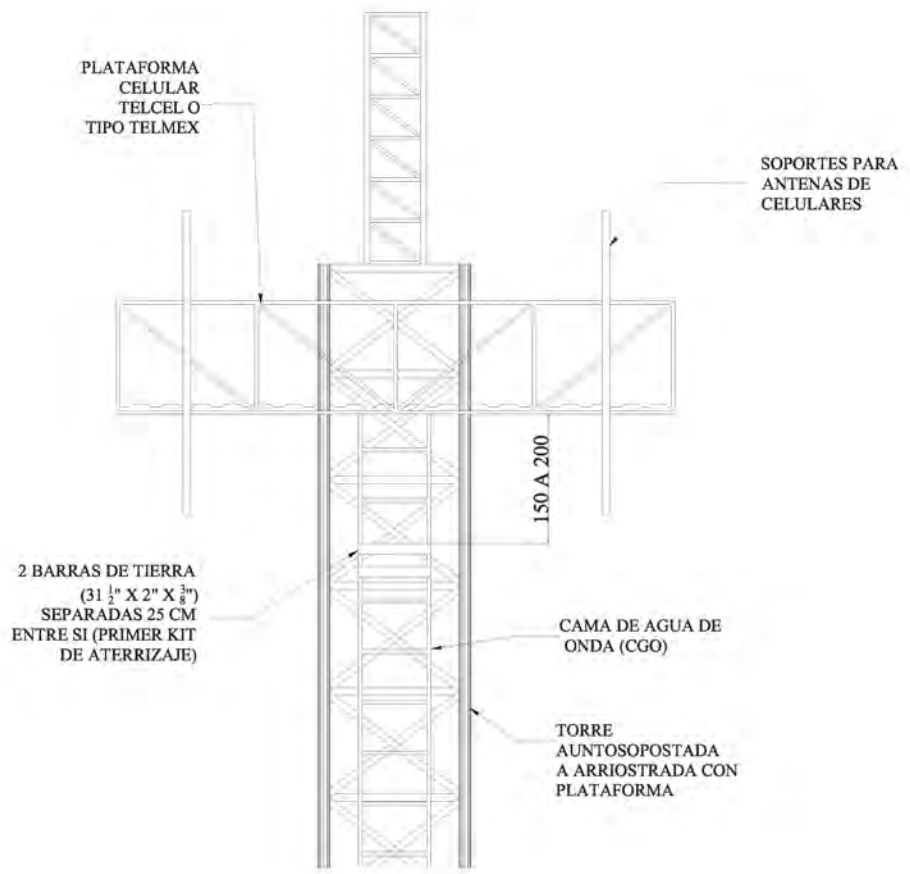 PLATAFORMA
CELULAR
TELCEL O
TIPO TELMEX
SOPORTES PARA
ANTENAS DE
CELULARES
150 A 200
2 BARRAS DE TIERRA
(31 1/2" X 2" X 3/8")
SEPARADAS 25 CM
ENTRE SI (PRIMER KIT
DE ATERRIZAJE)
CAMA DE AGUA DE
ONDA (CGO)
TORRE
AUNTOSOPOSTADA
A ARRIOSTRADA CON
PLATAFORMA